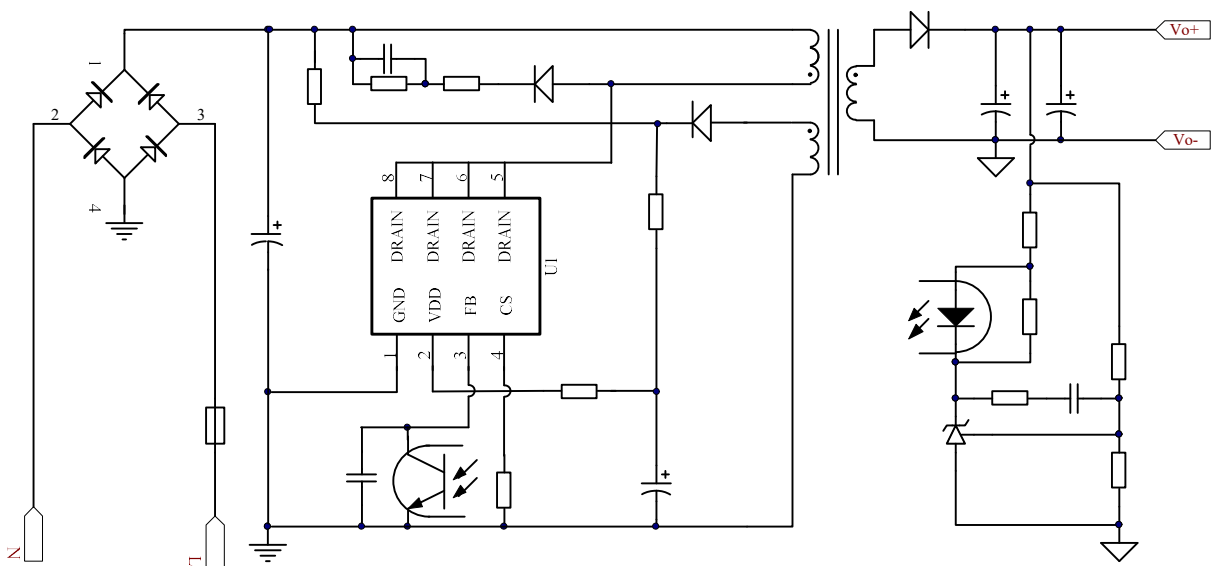 Vo+
1
2
3
4
Vo-
8 7 6 5
DRAIN DRAIN DRAIN DRAIN
U1
GND VDD FB CS
1 2 3 4
N